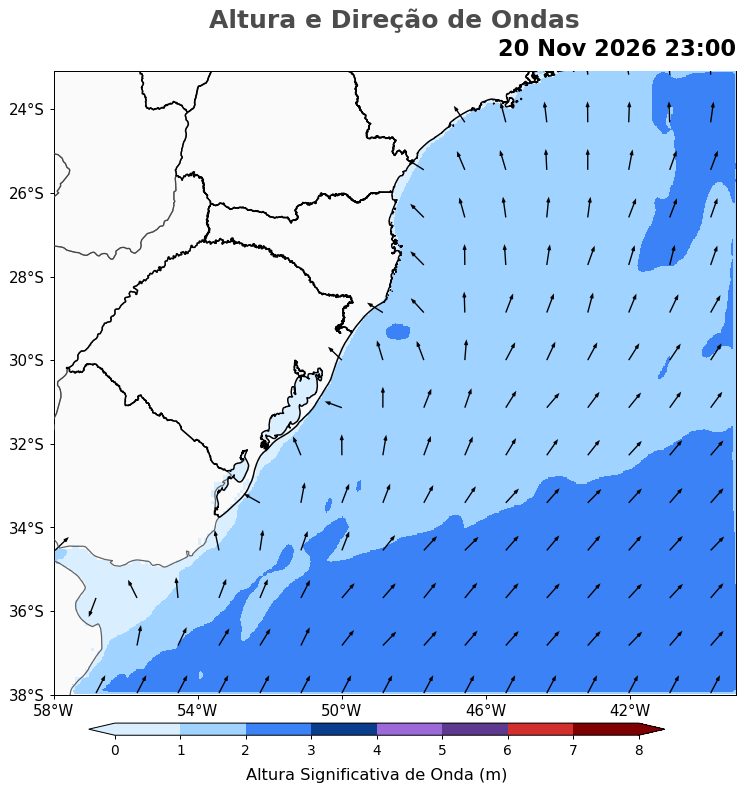 Altura e Direção de Ondas
20 Nov 2026 23:00
24°S
26°S
28°S
30°S
32°S
34°S
36°S
38°S
58°W 54°W 50°W 46°W 42°W
0 1 2 3 4 5 6 7 8
Altura Significativa de Onda (m)